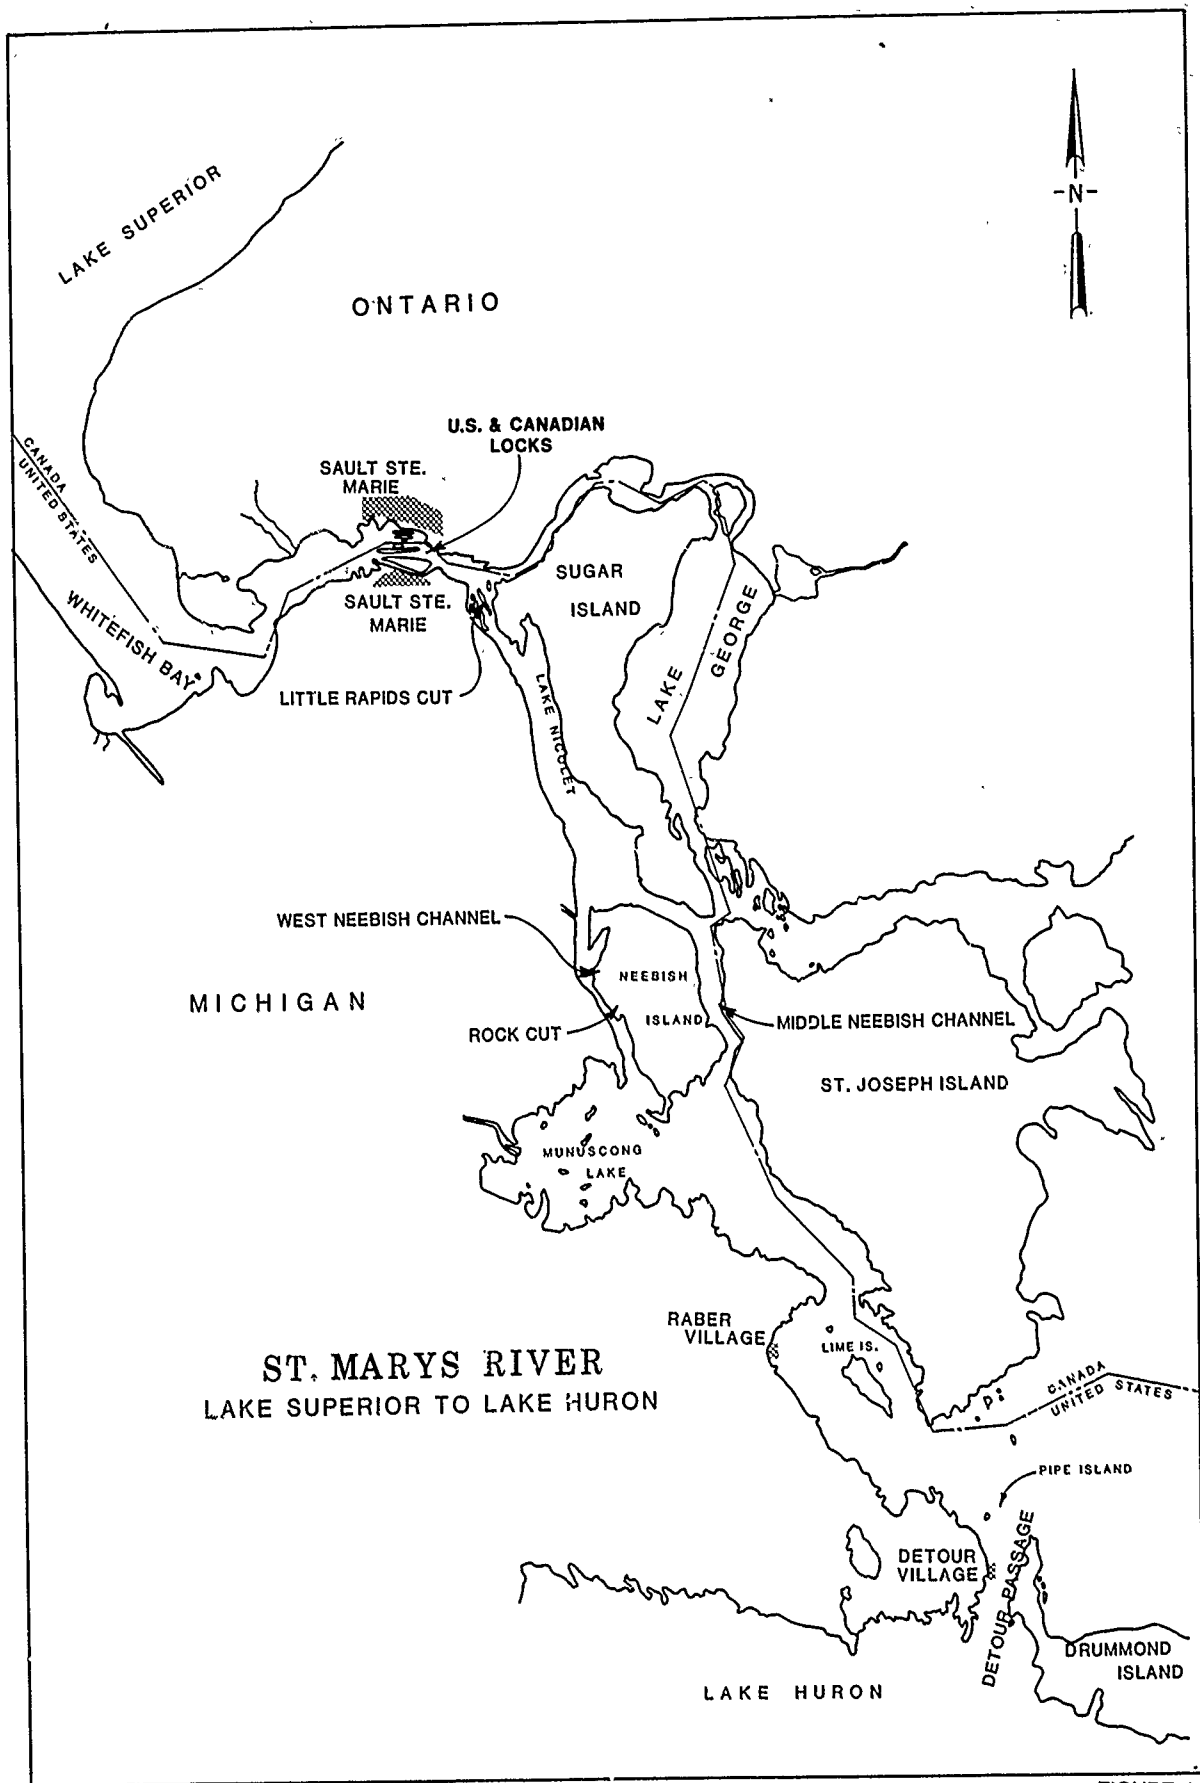 LAKE SUPERIOR
-N-
ONTARIO
U.S. & CANADIAN
LOCKS
SAULT STE.
MARIE
CANADA
UNITED STATES
SUGAR
ISLAND
SAULT STE.
MARIE
WHITEFISH BAY
LAKE GEORGE
LITTLE RAPIDS CUT
LAKE NICOLET
WEST NEEBISH CHANNEL
NEEBISH
ISLAND
MICHIGAN
ROCK CUT
MIDDLE NEEBISH CHANNEL
ST. JOSEPH ISLAND
MUNUSCONG
LAKE
RABER
VILLAGE
LIME IS.
ST. MARYS RIVER
LAKE SUPERIOR TO LAKE HURON
CANADA
UNITED STATES
PIPE ISLAND
DETOUR
VILLAGE
DETOUR PASSAGE
DRUMMOND
ISLAND
LAKE HURON